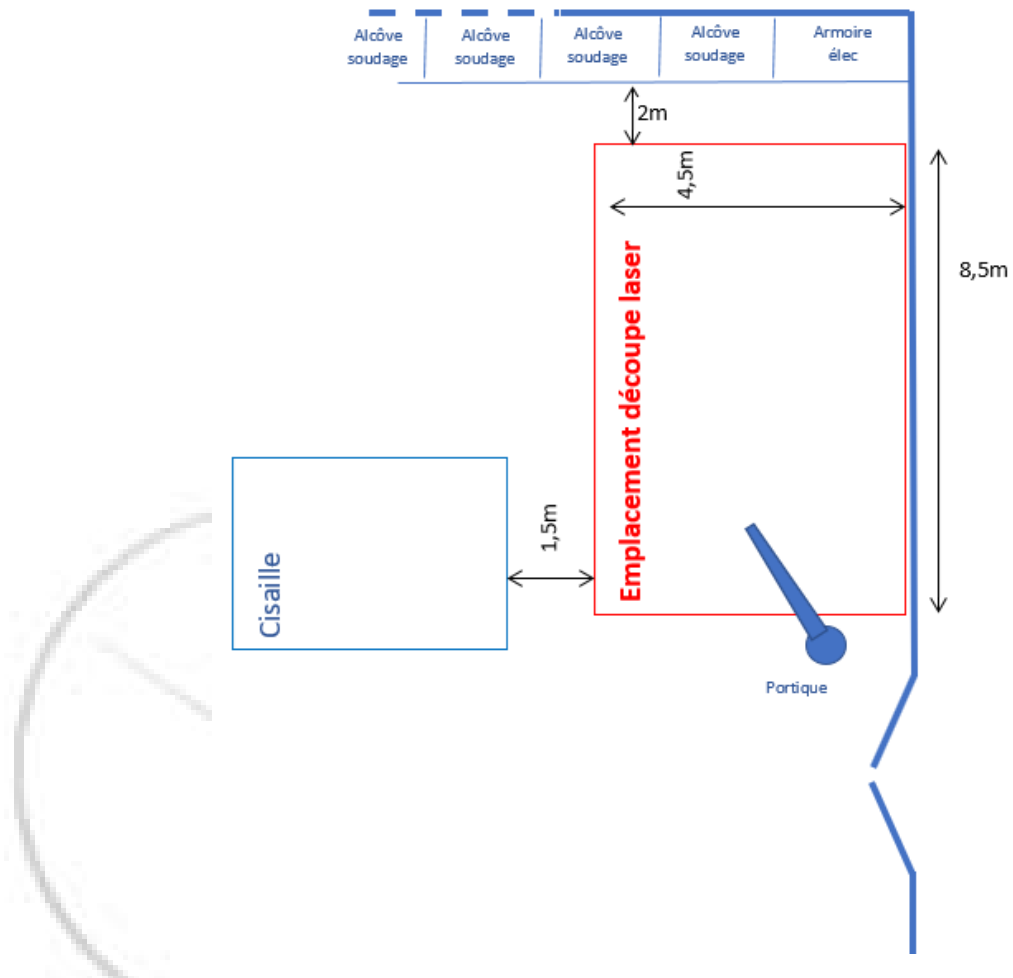 Alcôve
soudage
Alcôve
soudage
Alcôve
soudage
Alcôve
soudage
Armoire
élec
2m
4,5m
8,5m
Emplacement découpe laser
1,5m
Cisaille
Portique